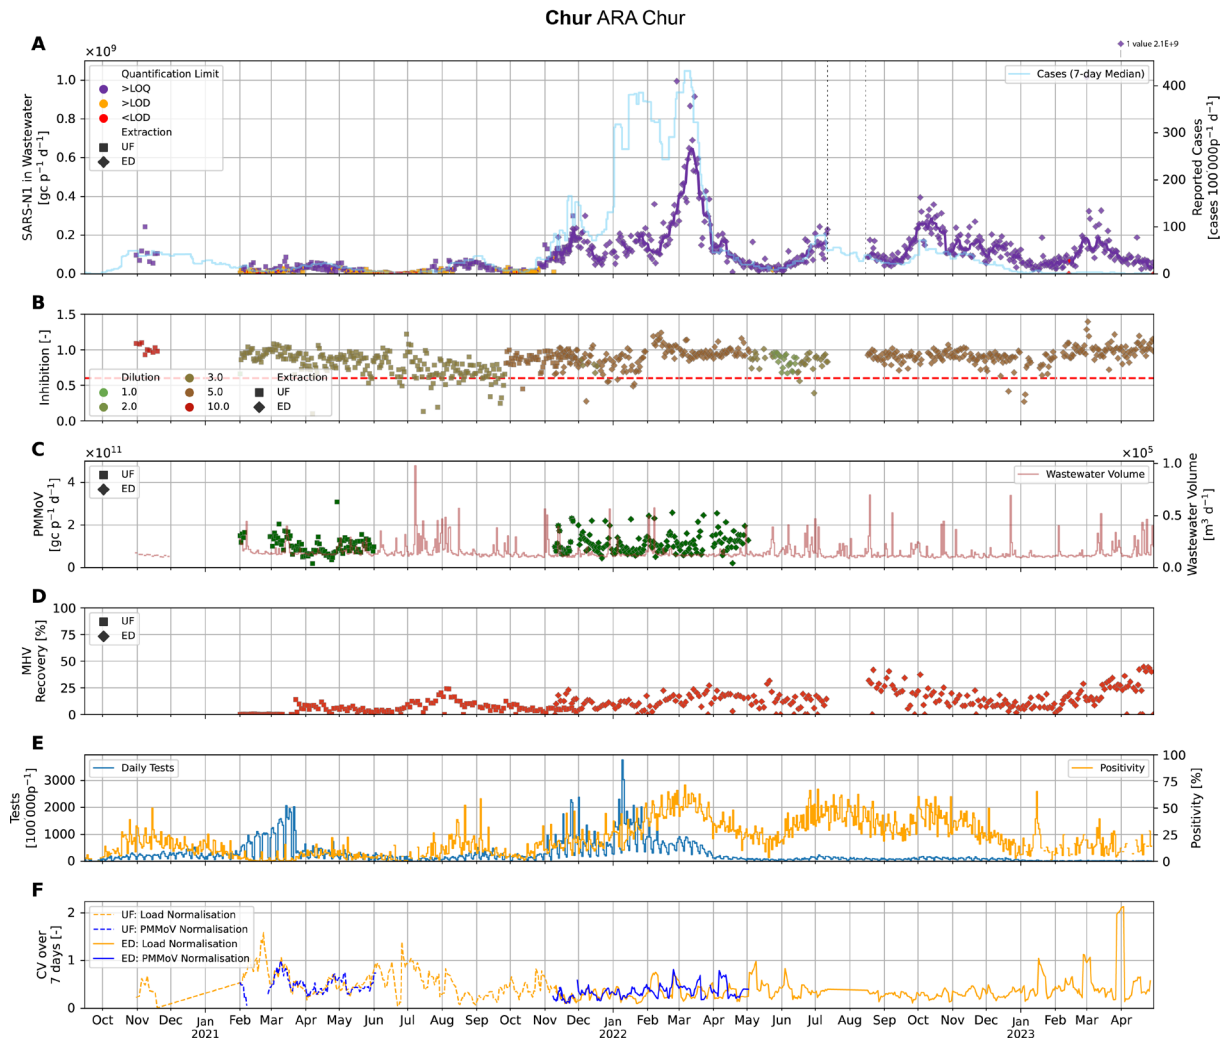 Chur ARA Chur
A
×10⁹
1 value 2.1E+9
SARS-N1 in Wastewater
[gc p⁻¹ d⁻¹]
1.0
0.8
0.6
0.4
0.2
0.0
Quantification Limit
>LOQ
>LOD
<LOD
Extraction
UF
ED
Cases (7-day Median)
400
300
200
100
0
Reported Cases
[cases 100'000p⁻¹ d⁻¹]
B
Inhibition [-]
1.5
1.0
0.5
0.0
Dilution 3.0 Extraction
1.0 5.0 UF
2.0 10.0 ED
C
×10¹¹
×10⁵
PMMoV
[gc p⁻¹ d⁻¹]
4
2
0
UF
ED
Wastewater Volume
1.0
0.5
0.0
Wastewater Volume
[m³ d⁻¹]
D
MHV
Recovery [%]
100
75
50
25
0
UF
ED
E
Tests
[100'000p⁻¹]
3000
2000
1000
0
Daily Tests
Positivity
100
75
50
25
0
Positivity [%]
F
CV over
7 days [-]
2
1
0
UF: Load Normalisation
UF: PMMoV Normalisation
ED: Load Normalisation
ED: PMMoV Normalisation
Oct Nov Dec Jan Feb Mar Apr May Jun Jul Aug Sep Oct Nov Dec Jan Feb Mar Apr May Jun Jul Aug Sep Oct Nov Dec Jan Feb Mar Apr
2021 2022 2023